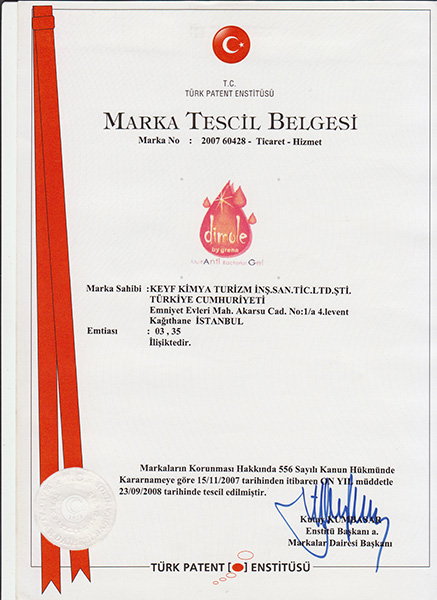 T.C.
TÜRK PATENT ENSTİTÜSÜ
MARKA TESCİL BELGESİ
Marka No : 2007 60428 - Ticaret - Hizmet
dimole
by grena
Anti Bacterial Gel
Marka Sahibi :KEYF KİMYA TURİZM İNŞ.SAN.TİC.LTD.ŞTİ.
TÜRKİYE CUMHURİYETİ
Emniyet Evleri Mah. Akarsu Cad. No:1/a 4.levent
Kağıthane İSTANBUL
Emtiası : 03 , 35
İlişiktedir.
Markaların Korunması Hakkında 556 Sayılı Kanun Hükmünde
Kararnameye göre 15/11/2007 tarihinden itibaren ON YIL müddetle
23/09/2008 tarihinde tescil edilmiştir.
KUMBASAR
Enstitü Başkanı a.
Markalar Dairesi Başkanı
TÜRK PATENT ENSTİTÜSÜ